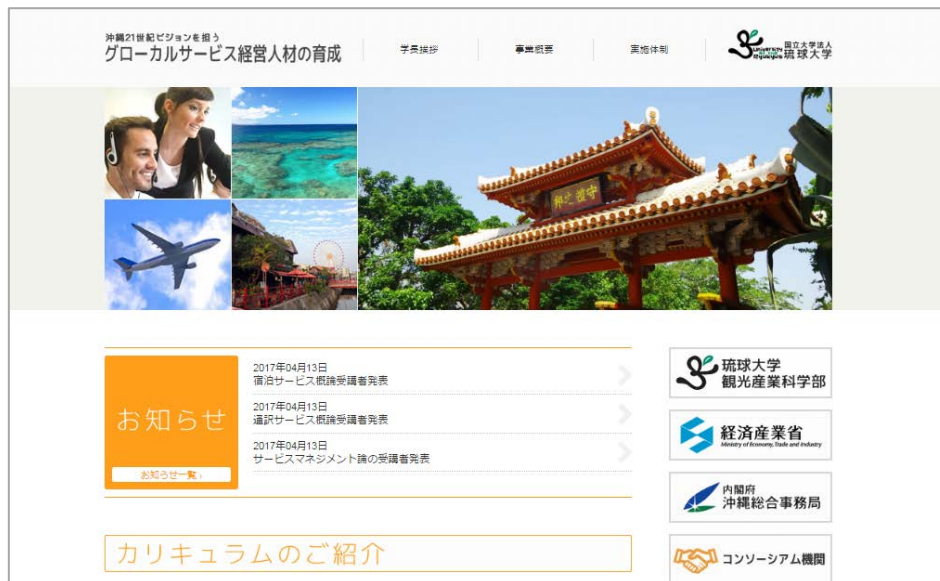 沖縄21世紀ビジョンを担う
グローカルサービス経営人材の育成
学長挨拶
事業概要
実施体制
国立大学法人
琉球大学
守禮之邦
お知らせ
お知らせ一覧 ›
2017年04月13日
宿泊サービス概論受講者発表
2017年04月13日
通訳サービス概論受講者発表
2017年04月13日
サービスマネジメント論の受講者発表
琉球大学
観光産業科学部
経済産業省
Ministry of Economy, Trade and Industry
内閣府
沖縄総合事務局
コンソーシアム機関
カリキュラムのご紹介